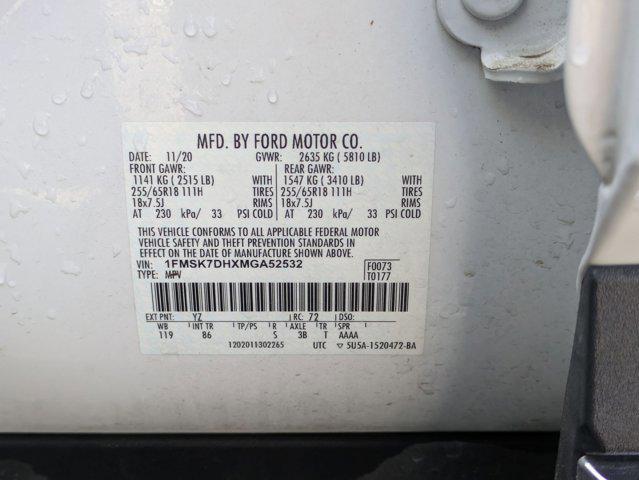 MFD. BY FORD MOTOR CO.
DATE: 11/20 GVWR: 2635 KG ( 5810 LB)
FRONT GAWR: REAR GAWR:
1141 KG ( 2515 LB) WITH 1547 KG ( 3410 LB) WITH
255/65R18 111H TIRES 255/65R18 111H TIRES
18x7.5J RIMS 18x7.5J RIMS
AT 230 kPa/ 33 PSI COLD AT 230 kPa/ 33 PSI COLD
THIS VEHICLE CONFORMS TO ALL APPLICABLE FEDERAL MOTOR
VEHICLE SAFETY AND THEFT PREVENTION STANDARDS IN
EFFECT ON THE DATE OF MANUFACTURE SHOWN ABOVE.
VIN: 1FMSK7DHXMGA52532 F0073
TYPE: MPV T0177
EXT PNT: YZ RC: 72 DSO:
WB INT TR TP/PS R AXLE TR SPR
119 86 S 3B T AAAA
1202011302265 UTC ▽ 5U5A-1520472-BA